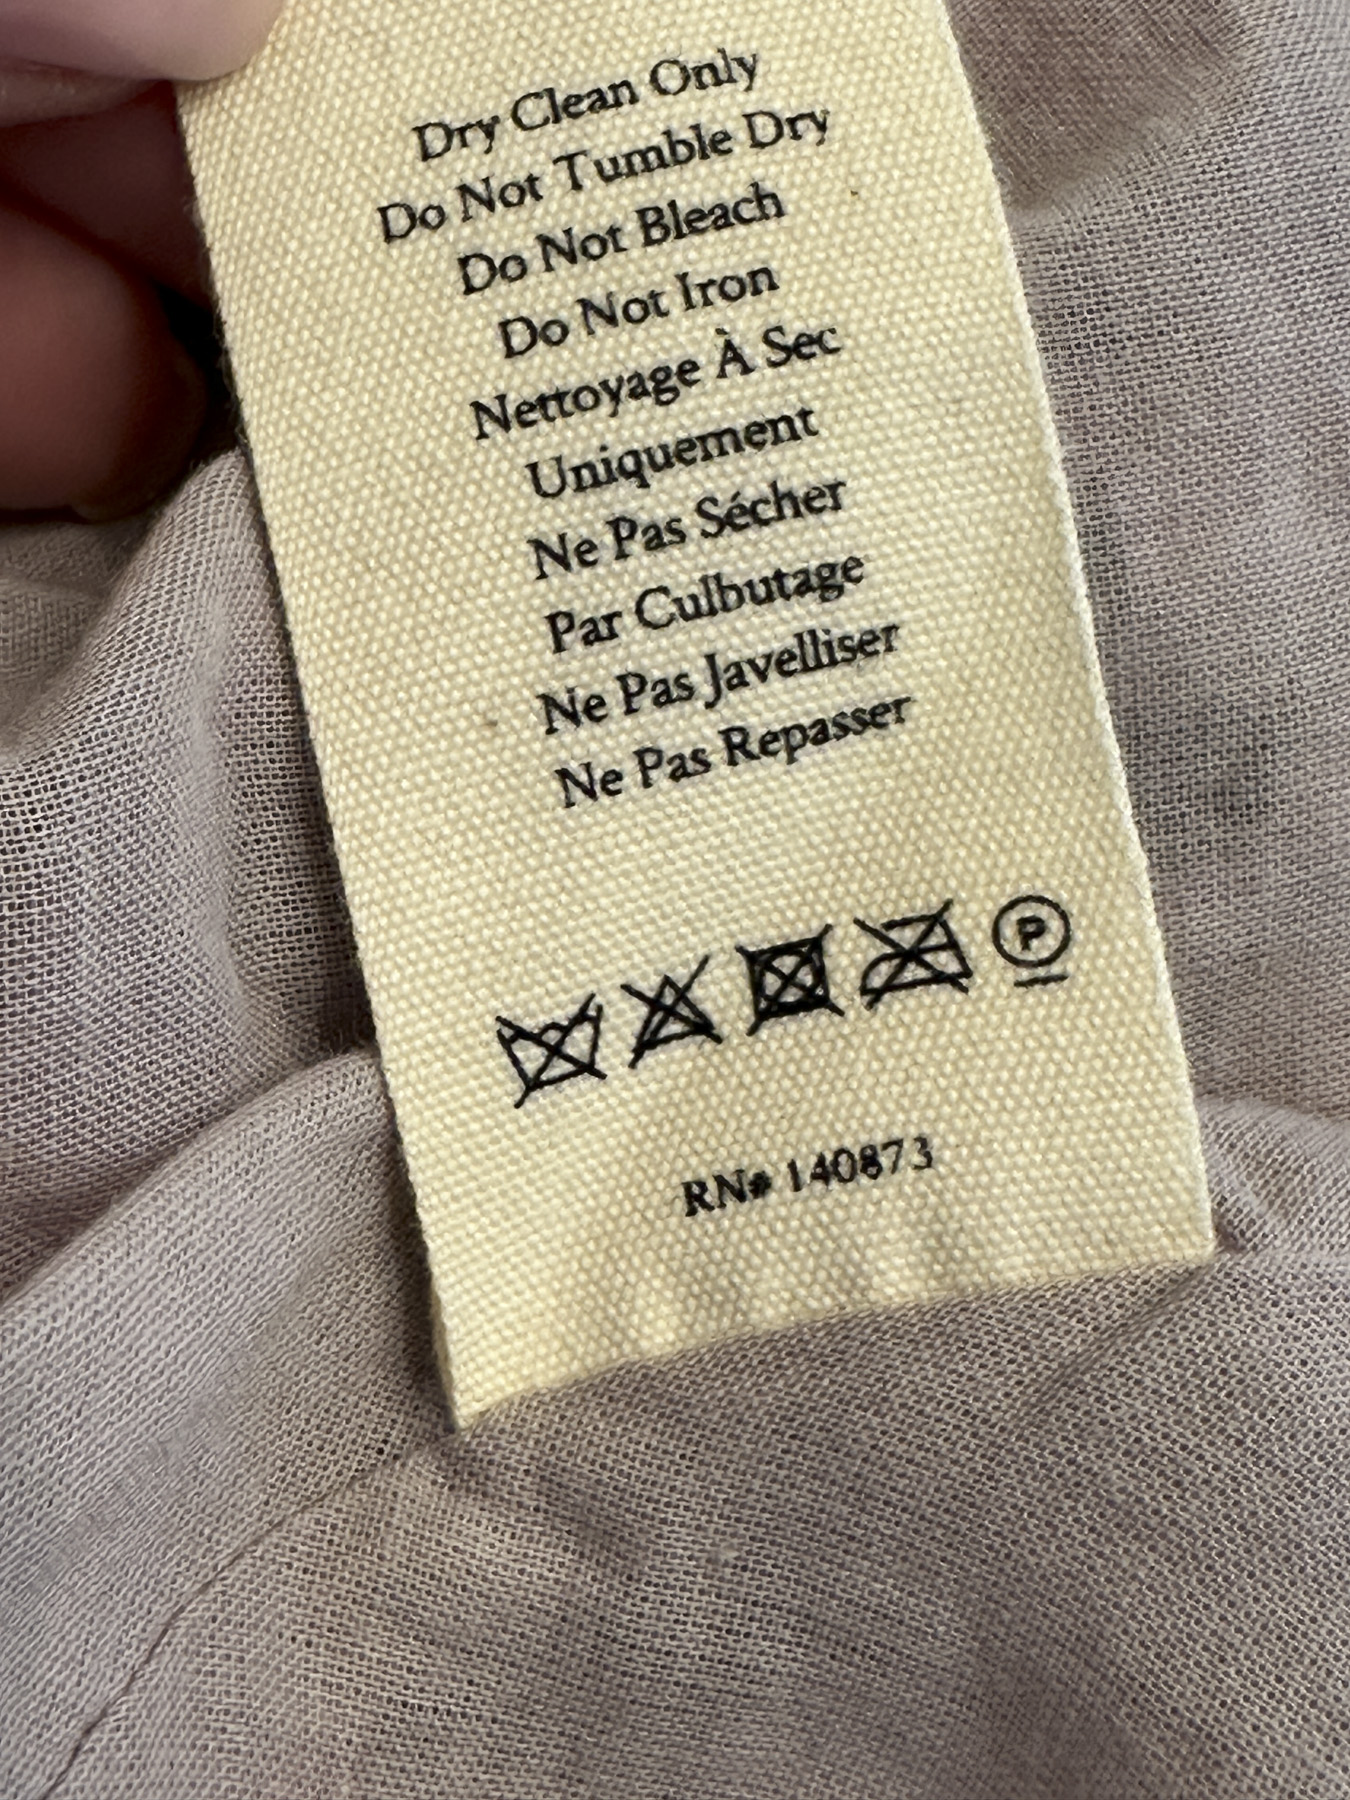 Dry Clean Only
Do Not Tumble Dry
Do Not Bleach
Do Not Iron
Nettoyage À Sec
Uniquement
Ne Pas Sécher
Par Culbutage
Ne Pas Javelliser
Ne Pas Repasser
P
RN# 140873